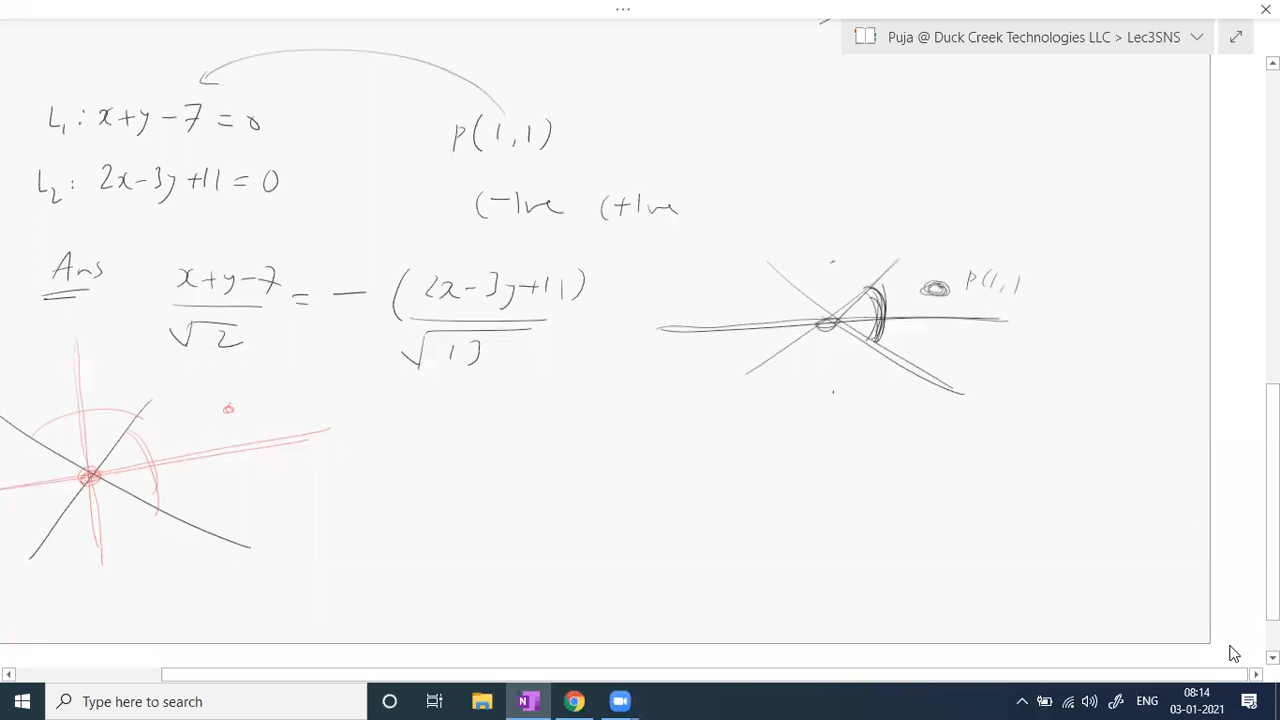 Puja @ Duck Creek Technologies LLC > Lec3SNS
L₁ : x+y-7=0
P(1,1)
L₂ : 2x-3y+11=0
(-)ve (+)ve
Ans x+y-7/√2 = -(2x-3y+11)/√13
P(1,1
Type here to search
ENG
08:14
03-01-2021